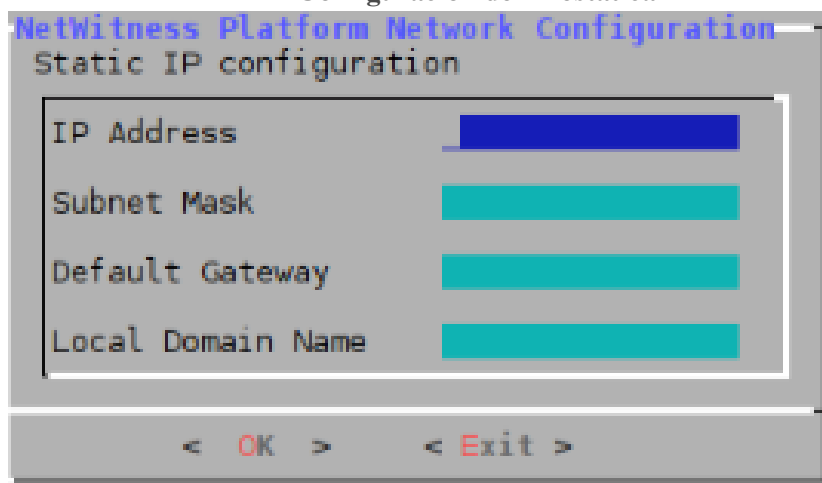 NetWitness Platform Network Configuration
Static IP configuration
IP Address
Subnet Mask
Default Gateway
Local Domain Name
< OK > < Exit >